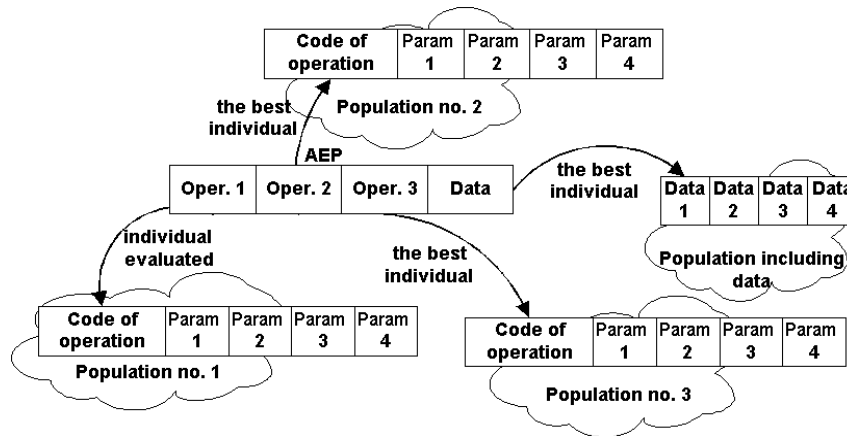 Code of operation Param 1 Param 2 Param 3 Param 4
Population no. 2
the best individual
AEP
Oper. 1 Oper. 2 Oper. 3 Data
the best individual
Data 1 Data 2 Data 3 Data 4
Population including data
individual evaluated
the best individual
Code of operation Param 1 Param 2 Param 3 Param 4
Population no. 1
Code of operation Param 1 Param 2 Param 3 Param 4
Population no. 3